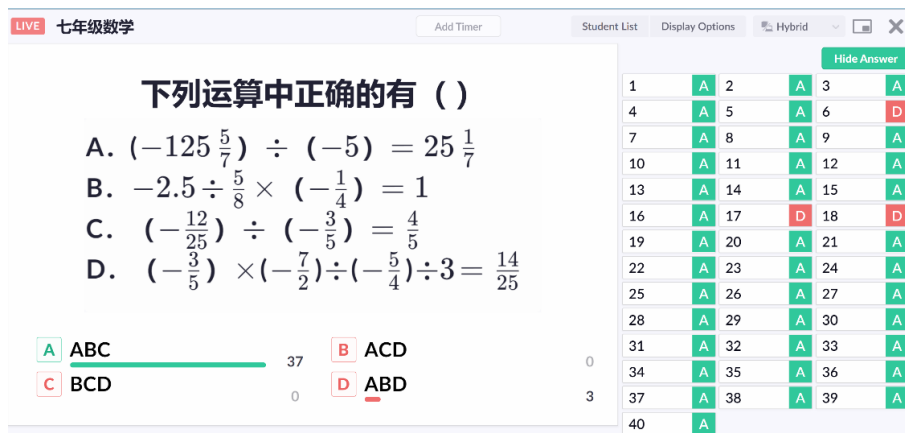 LIVE 七年级数学 Add Timer Student List Display Options Hybrid
Hide Answer
下列运算中正确的有（ ）
A. (−125 5/7) ÷ (−5) = 25 1/7
B. −2.5 ÷ 5/8 × (−1/4) = 1
C. (−12/25) ÷ (−3/5) = 4/5
D. (−3/5) ×(−7/2)÷(−5/4)÷3= 14/25
A ABC 37
B ACD 0
C BCD 0
D ABD 3
1 A 2 A 3 A
4 A 5 A 6 D
7 A 8 A 9 A
10 A 11 A 12 A
13 A 14 A 15 A
16 A 17 D 18 D
19 A 20 A 21 A
22 A 23 A 24 A
25 A 26 A 27 A
28 A 29 A 30 A
31 A 32 A 33 A
34 A 35 A 36 A
37 A 38 A 39 A
40 A